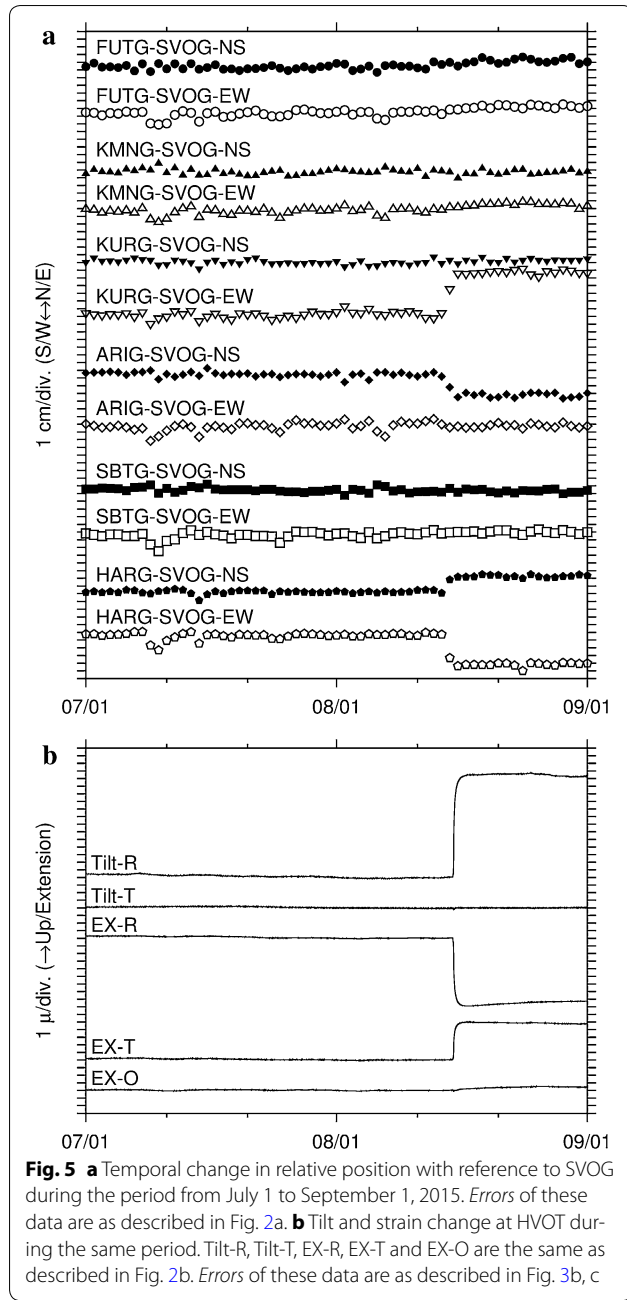 a
FUTG-SVOG-NS
FUTG-SVOG-EW
KMNG-SVOG-NS
KMNG-SVOG-EW
KURG-SVOG-NS
KURG-SVOG-EW
ARIG-SVOG-NS
ARIG-SVOG-EW
SBTG-SVOG-NS
SBTG-SVOG-EW
HARG-SVOG-NS
HARG-SVOG-EW
1 cm/div. (S/W↔N/E)
07/01 08/01 09/01
b
Tilt-R
Tilt-T
EX-R
EX-T
EX-O
1 μ/div. (→Up/Extension)
07/01 08/01 09/01
Fig. 5 a Temporal change in relative position with reference to SVOG
during the period from July 1 to September 1, 2015. Errors of these
data are as described in Fig. 2a. b Tilt and strain change at HVOT dur-
ing the same period. Tilt-R, Tilt-T, EX-R, EX-T and EX-O are the same as
described in Fig. 2b. Errors of these data are as described in Fig. 3b, c